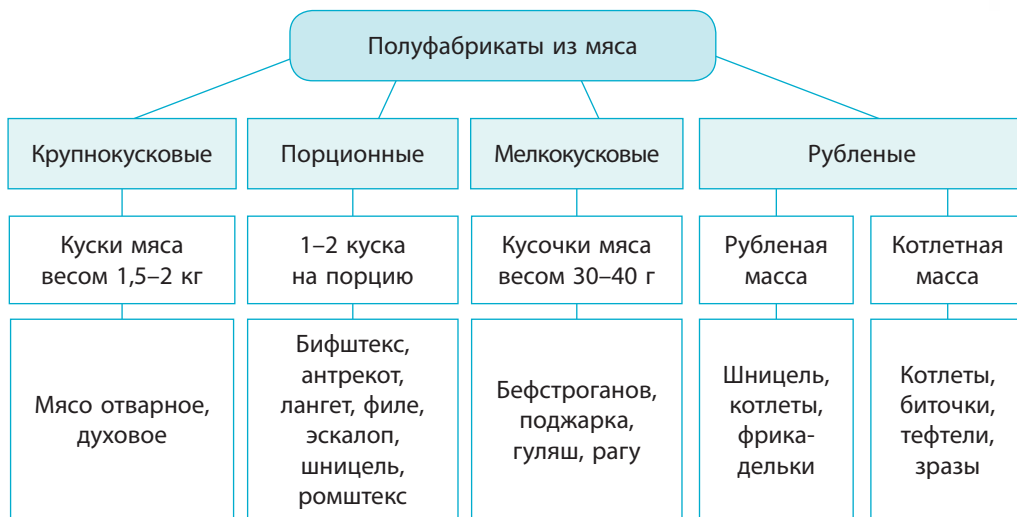 Полуфабрикаты из мяса
Крупнокусковые
Порционные
Мелкокусковые
Рубленые
Куски мяса
весом 1,5–2 кг
1–2 куска
на порцию
Кусочки мяса
весом 30–40 г
Рубленая
масса
Котлетная
масса
Мясо отварное,
духовое
Бифштекс,
антрекот,
лангет, филе,
эскалоп,
шницель,
ромштекс
Бефстроганов,
поджарка,
гуляш, рагу
Шницель,
котлеты,
фрика-
дельки
Котлеты,
биточки,
тефтели,
зразы